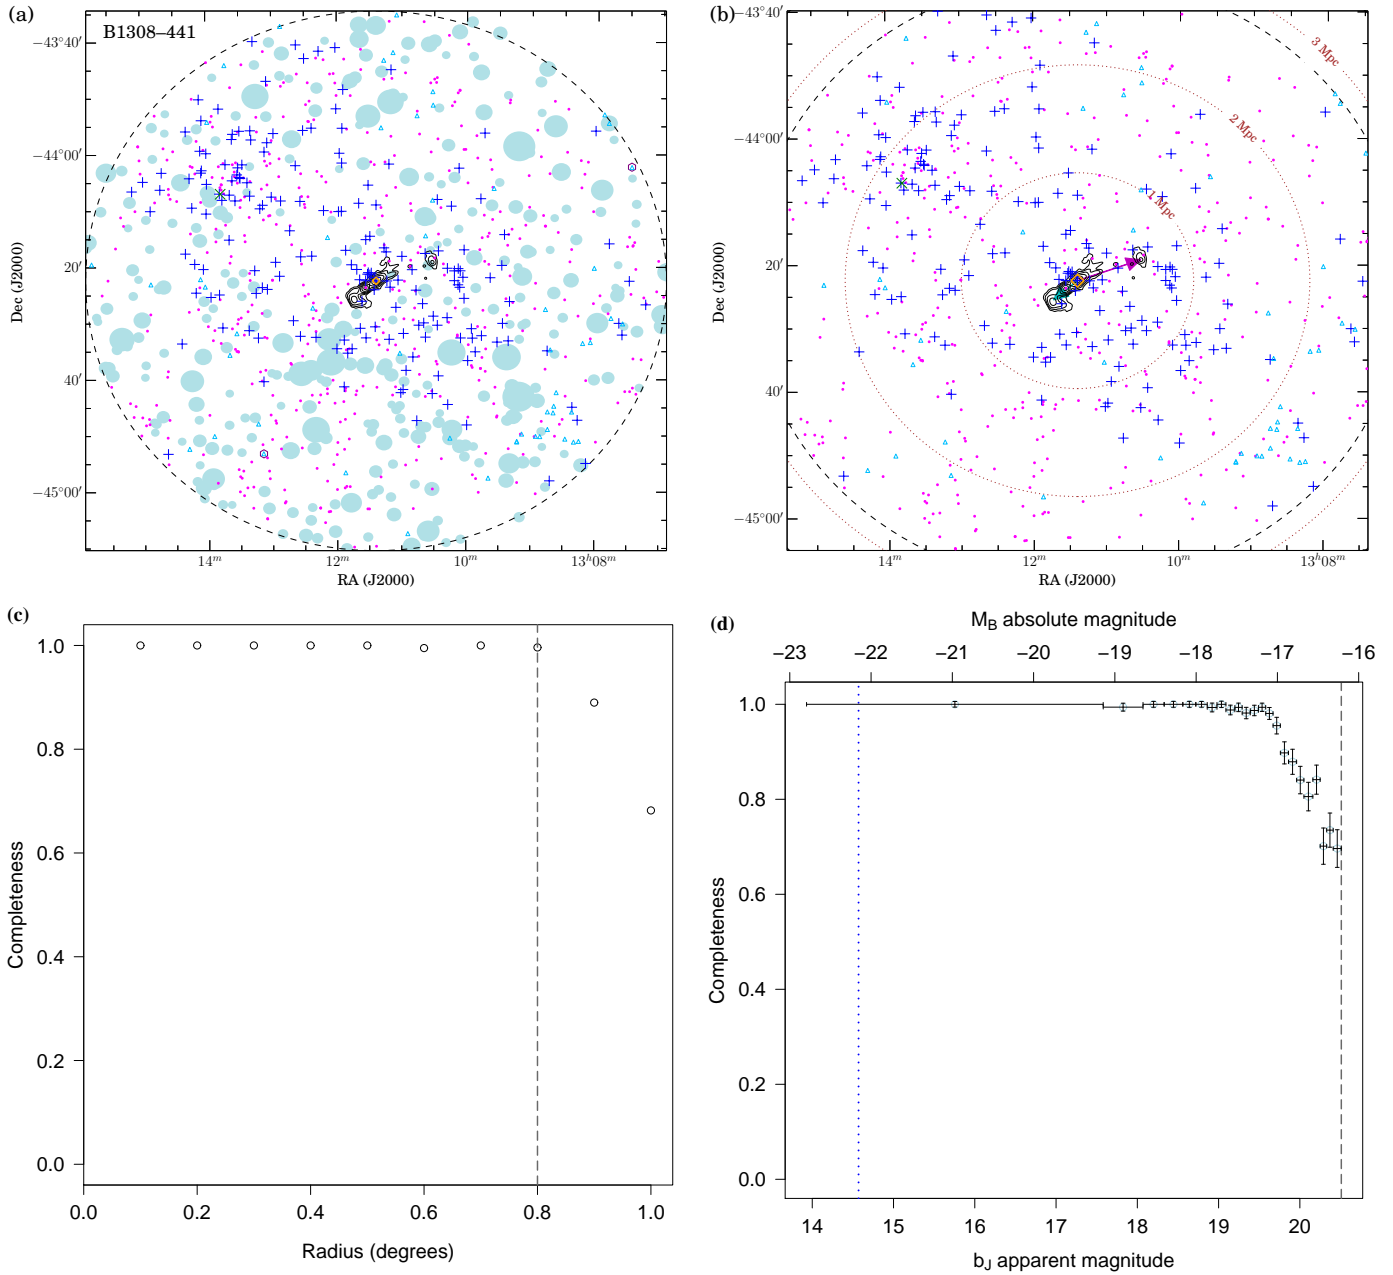 (a)
B1308–441
−43°40′
−44°00′
20′
40′
−45°00′
Dec (J2000)
14ᵐ
12ᵐ
10ᵐ
13ʰ08ᵐ
RA (J2000)
(b)
−43°40′
−44°00′
20′
40′
−45°00′
Dec (J2000)
3 Mpc
2 Mpc
1 Mpc
14ᵐ
12ᵐ
10ᵐ
13ʰ08ᵐ
RA (J2000)
(c)
1.0
0.8
0.6
0.4
0.2
0.0
Completeness
0.0 0.2 0.4 0.6 0.8 1.0
Radius (degrees)
(d)
M_B absolute magnitude
−23 −22 −21 −20 −19 −18 −17 −16
1.0
0.8
0.6
0.4
0.2
0.0
Completeness
14 15 16 17 18 19 20
b_J apparent magnitude